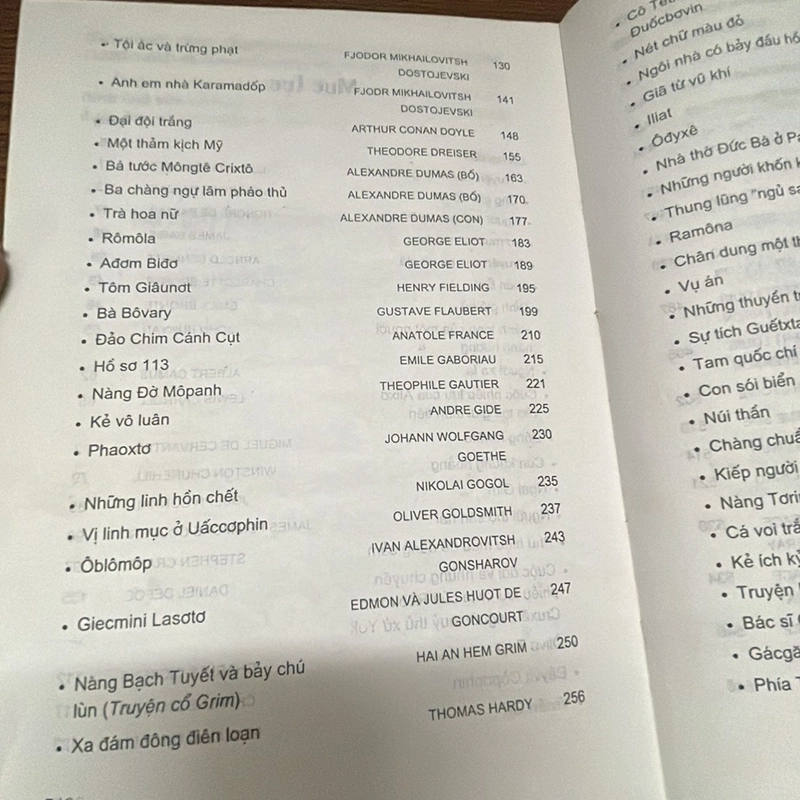 • Tội ác và trừng phạt FJODOR MIKHAILOVITSH 130
DOSTOJEVSKI
• Anh em nhà Karamadốp FJODR MIKHAILOVITSH 141
DOSTOJEVSKI
• Đại đội trắng ARTHUR CONAN DOYLE 148
• Một thảm kịch Mỹ THEODORE DREISER 155
• Bá tước Môngtê Crixtô ALEXANDRE DUMAS (BỐ) 163
• Ba chàng ngự lâm pháo thủ ALEXANDRE DUMAS (BỐ) 170
• Trà hoa nữ ALEXANDRE DUMAS (CON) 177
• Rômôla GEORGE ELIOT 183
• Ađơm Biđơ GEORGE ELIOT 189
• Tôm Giâunơt HENRY FIELDING 195
• Bà Bôvary GUSTAVE FLAUBERT 199
• Đảo Chim Cánh Cụt ANATOLE FRANCE 210
• Hồ sơ 113 EMILE GABORIAU 215
• Nàng Đờ Môpanh THEOPHILE GAUTIER 221
• Kẻ vô luân ANDRE GIDE 225
• Phaoxtơ JOHANN WOLFGANG 230
GOETHE
• Những linh hồn chết NIKOLAI GOGOL 235
• Vị linh mục ở Uấccơphin OLIVER GOLDSMITH 237
• Ôblômôp IVAN ALEXANDROVITSH 243
GONSHAROV
• Giecmini Lasơtơ EDMON VÀ JULES HUOT DE 247
GONCOURT
• Nàng Bạch Tuyết và bảy chú HAI AN HEM GRIM 250
lùn (Truyện cổ Grim)
• Xa đám đông điên loạn THOMAS HARDY 256
• Cô
Đuốcbơvin
• Nét chữ màu đỏ
• Ngôi nhà có bảy đầu hồi
• Giã từ vũ khí
• Iliat
• Ôđyxê
• Nhà thờ Đức Bà ở
• Những người khốn
• Thung lũng "ngủ
• Ramôna
• Chân dung một
• Vụ án
• Những thuyền
• Sự tích
• Tam quốc chí
• Con sói biển
• Núi thần
• Chàng
• Kiếp người
• Nàng
• Cá voi
• Kẻ ích
• Truyện
• Bác sĩ
•
• Phía